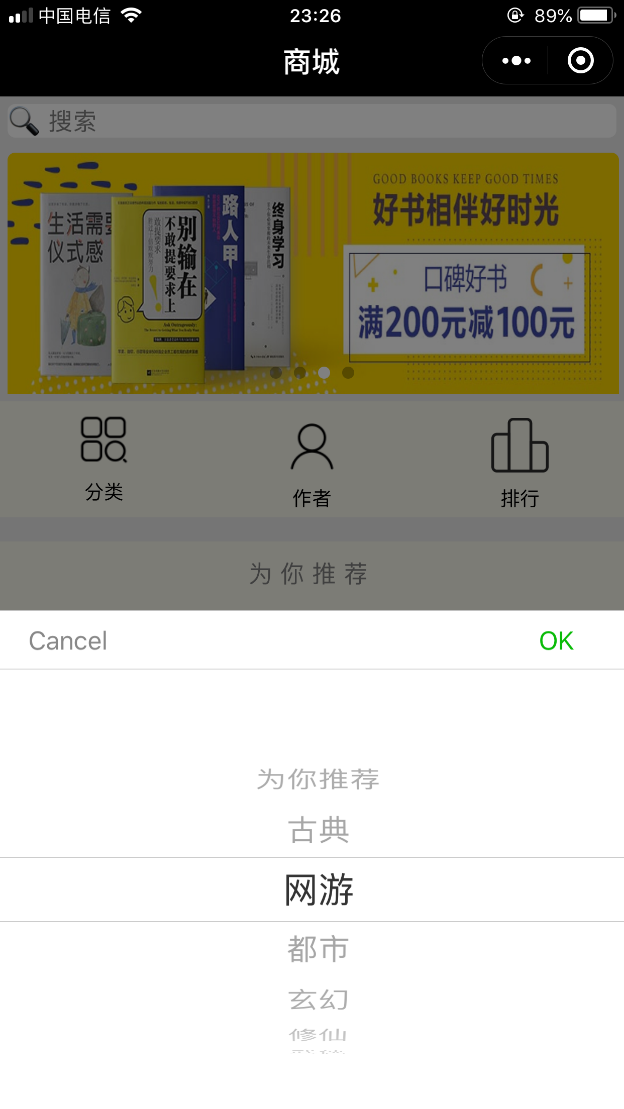 中国电信
23:26
89%
商城
搜索
GOOD BOOKS KEEP GOOD TIMES
好书相伴好时光
口碑好书
满200元减100元
生活需要
仪式感
别输在
不敢提要求上
路人甲
终身学习
分类
作者
排行
为你推荐
Cancel
OK
为你推荐
古典
网游
都市
玄幻
修仙